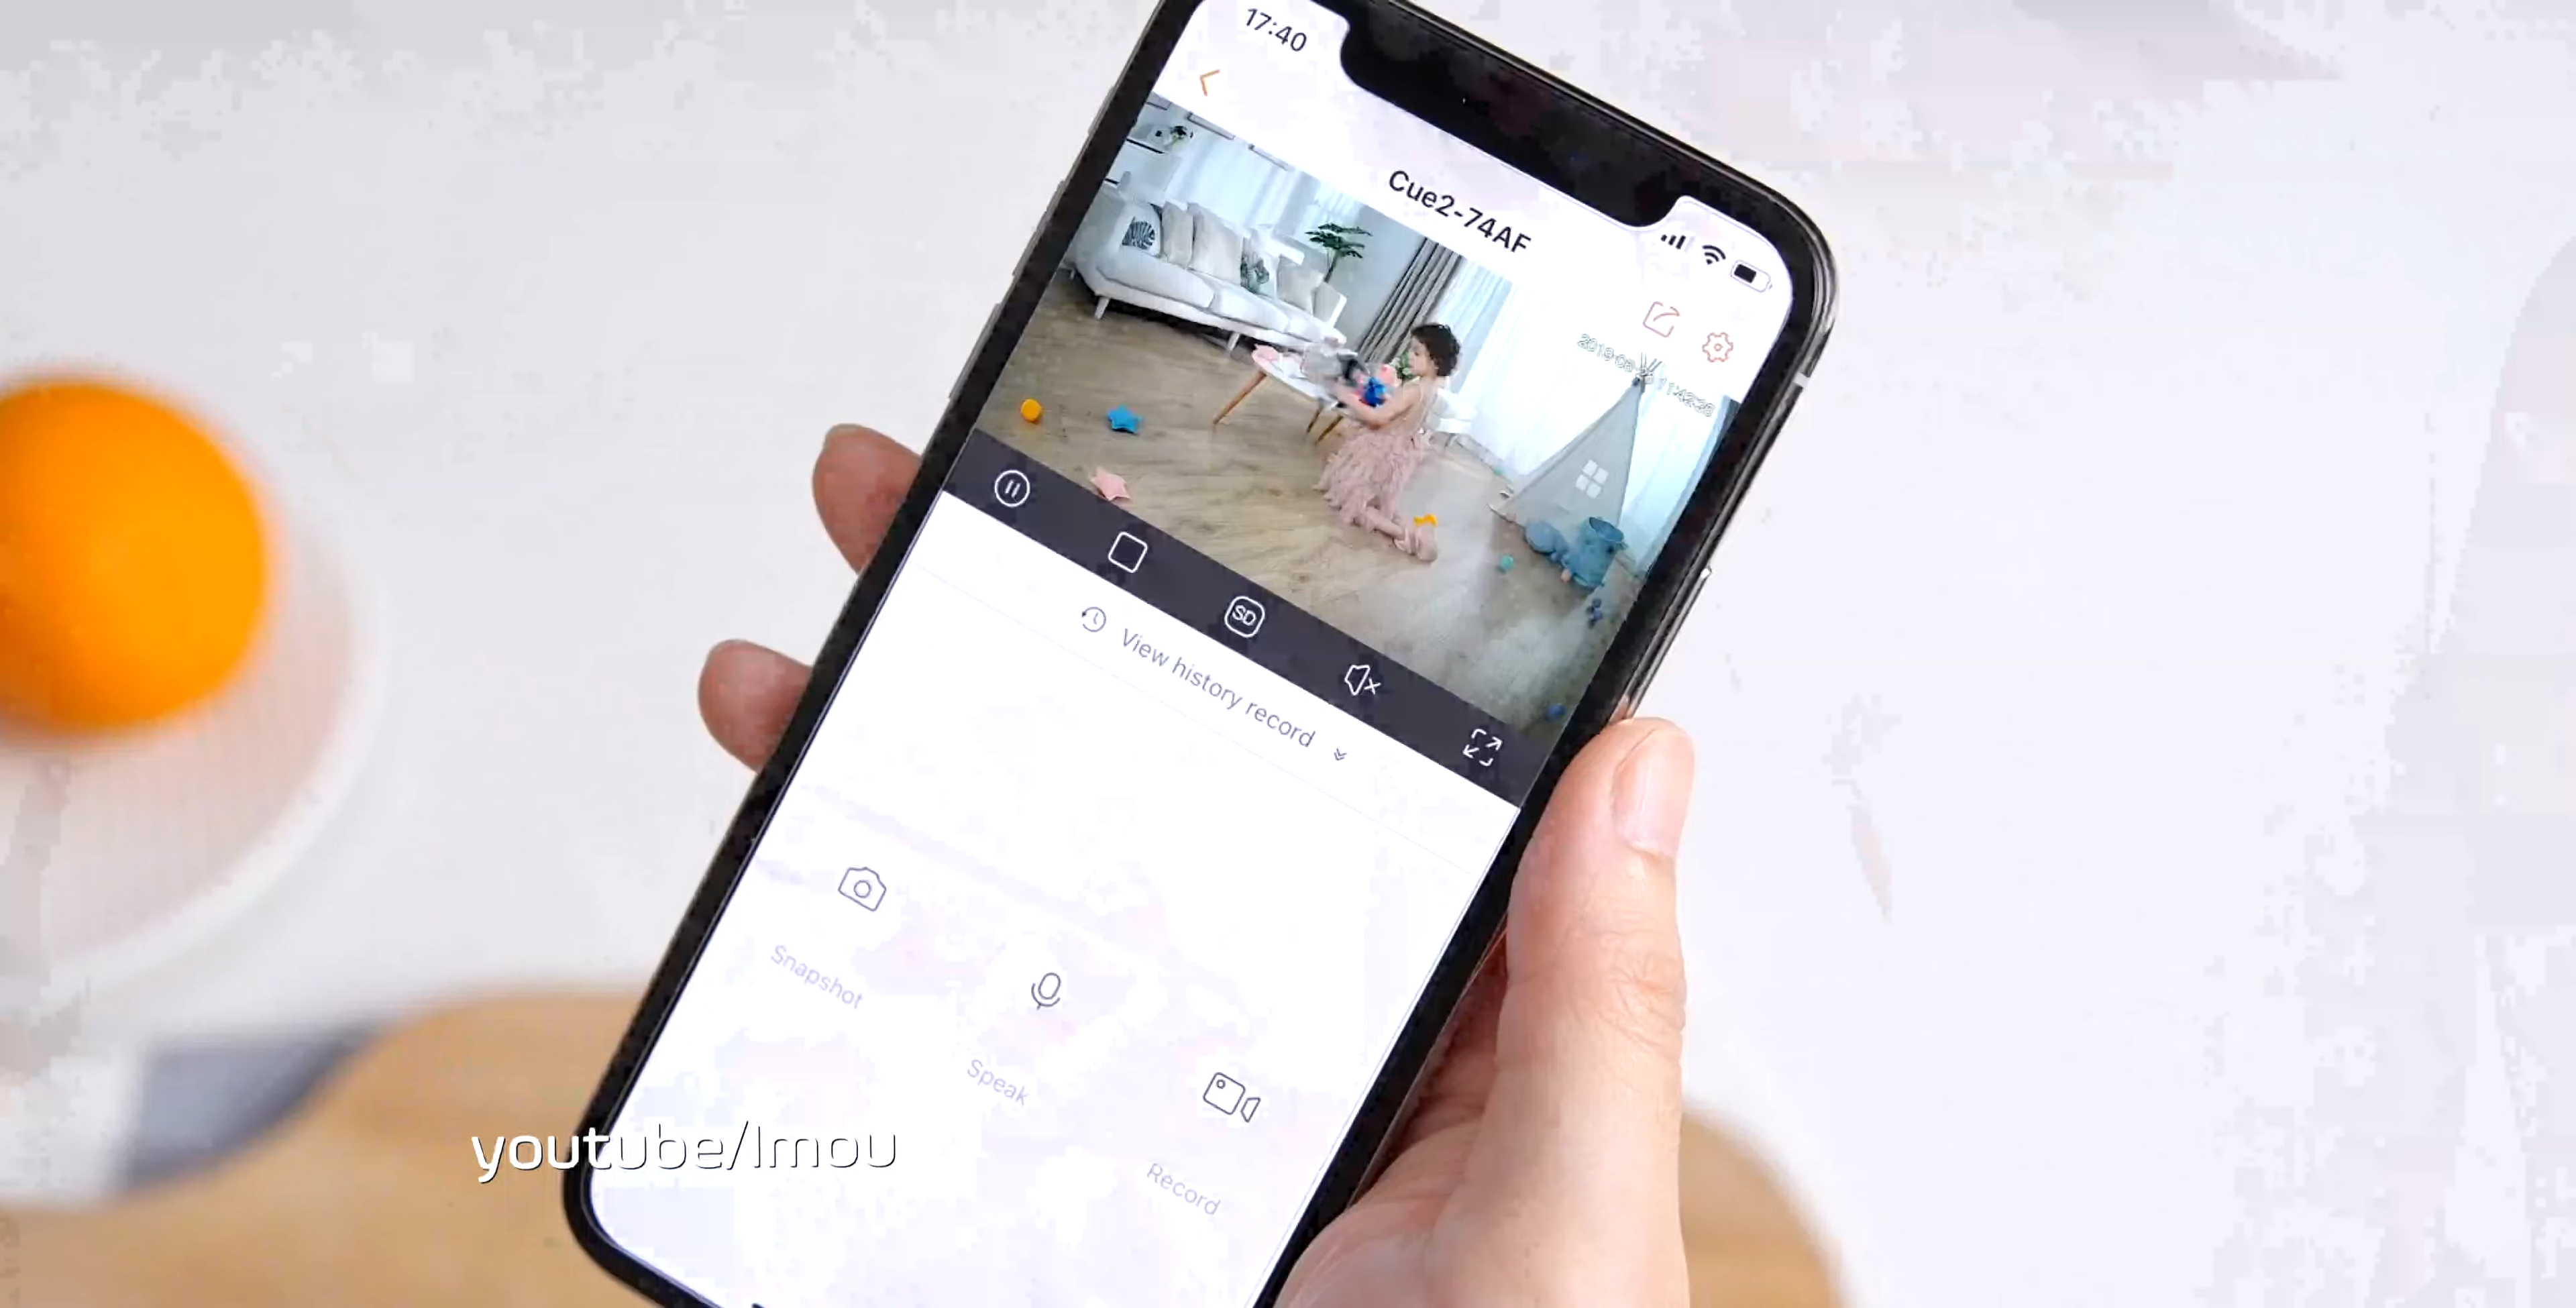 17:40
Cue2-74AF
SD
View history record
Snapshot
Speak
Record
youtube/Imou